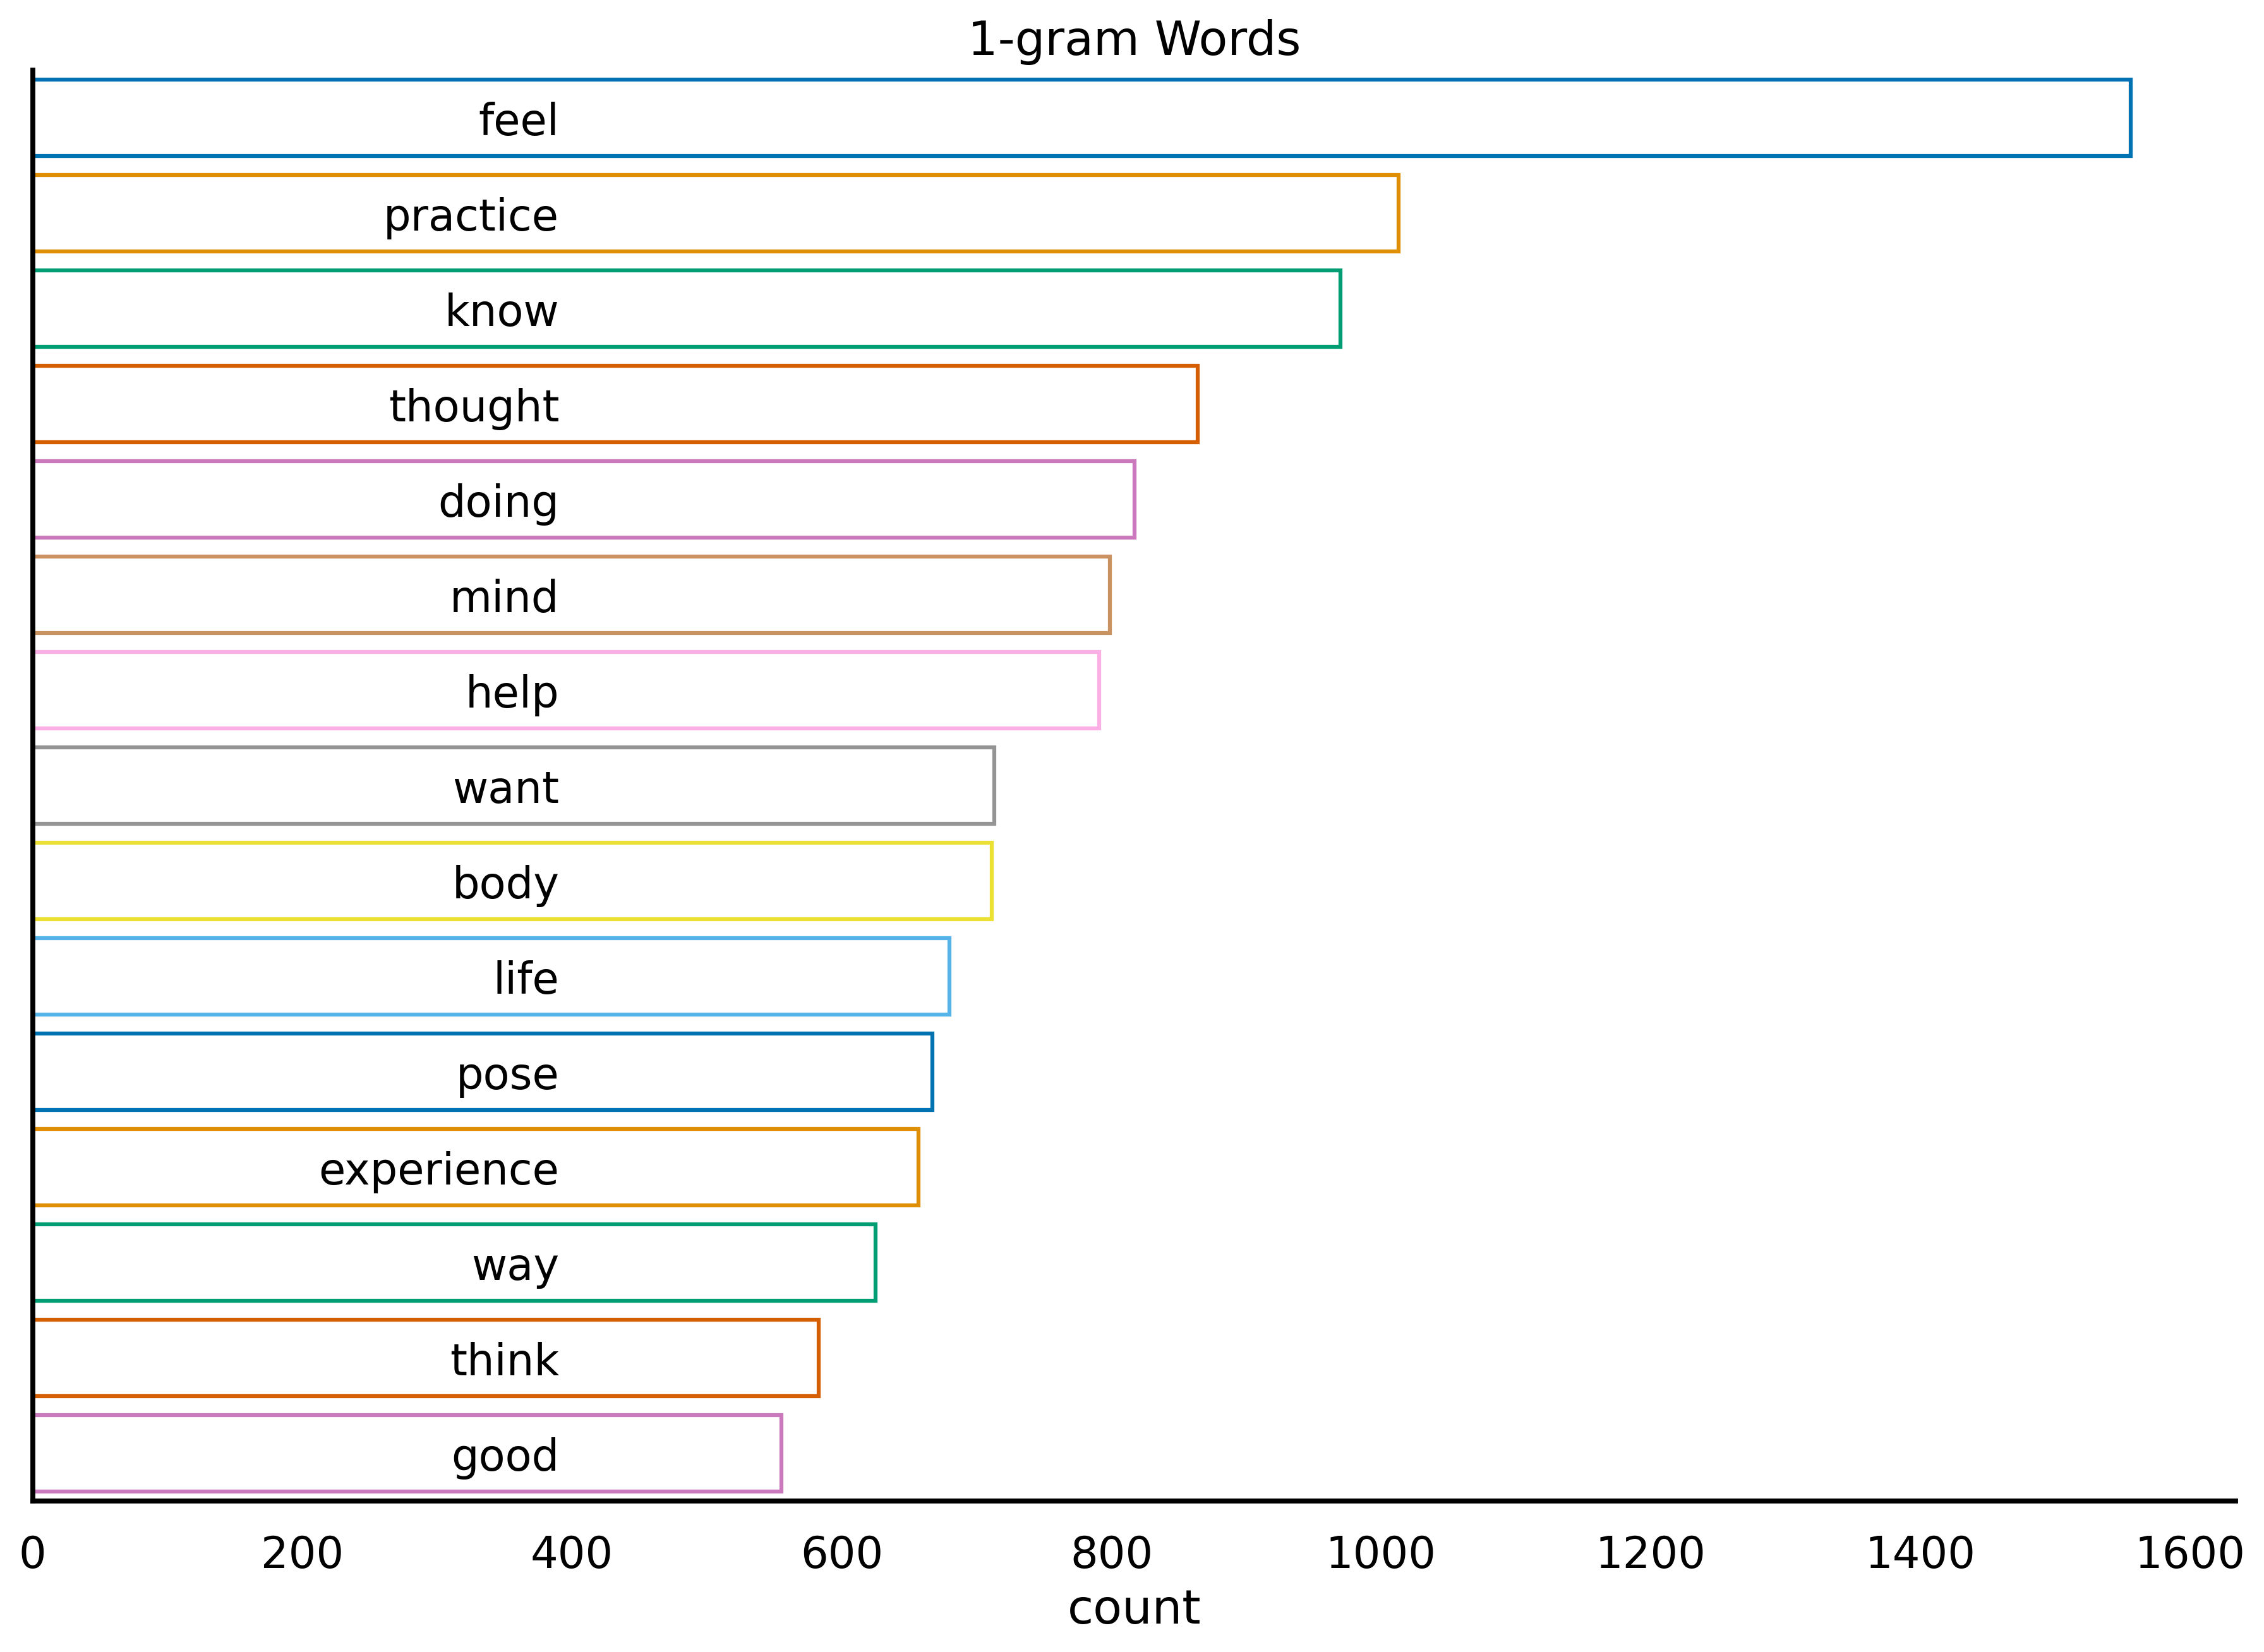 1-gram Words
feel
practice
know
thought
doing
mind
help
want
body
life
pose
experience
way
think
good
0 200 400 600 800 1000 1200 1400 1600
count